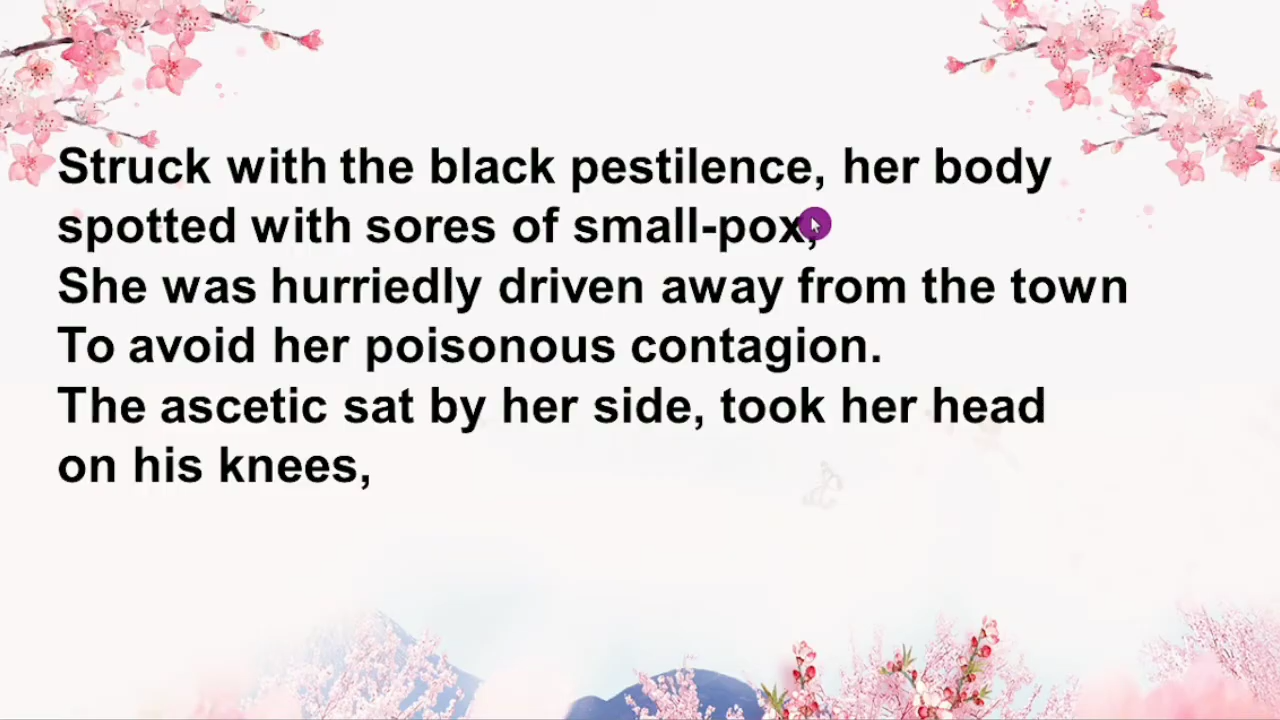 Struck with the black pestilence, her body
spotted with sores of small-pox,
She was hurriedly driven away from the town
To avoid her poisonous contagion.
The ascetic sat by her side, took her head
on his knees,